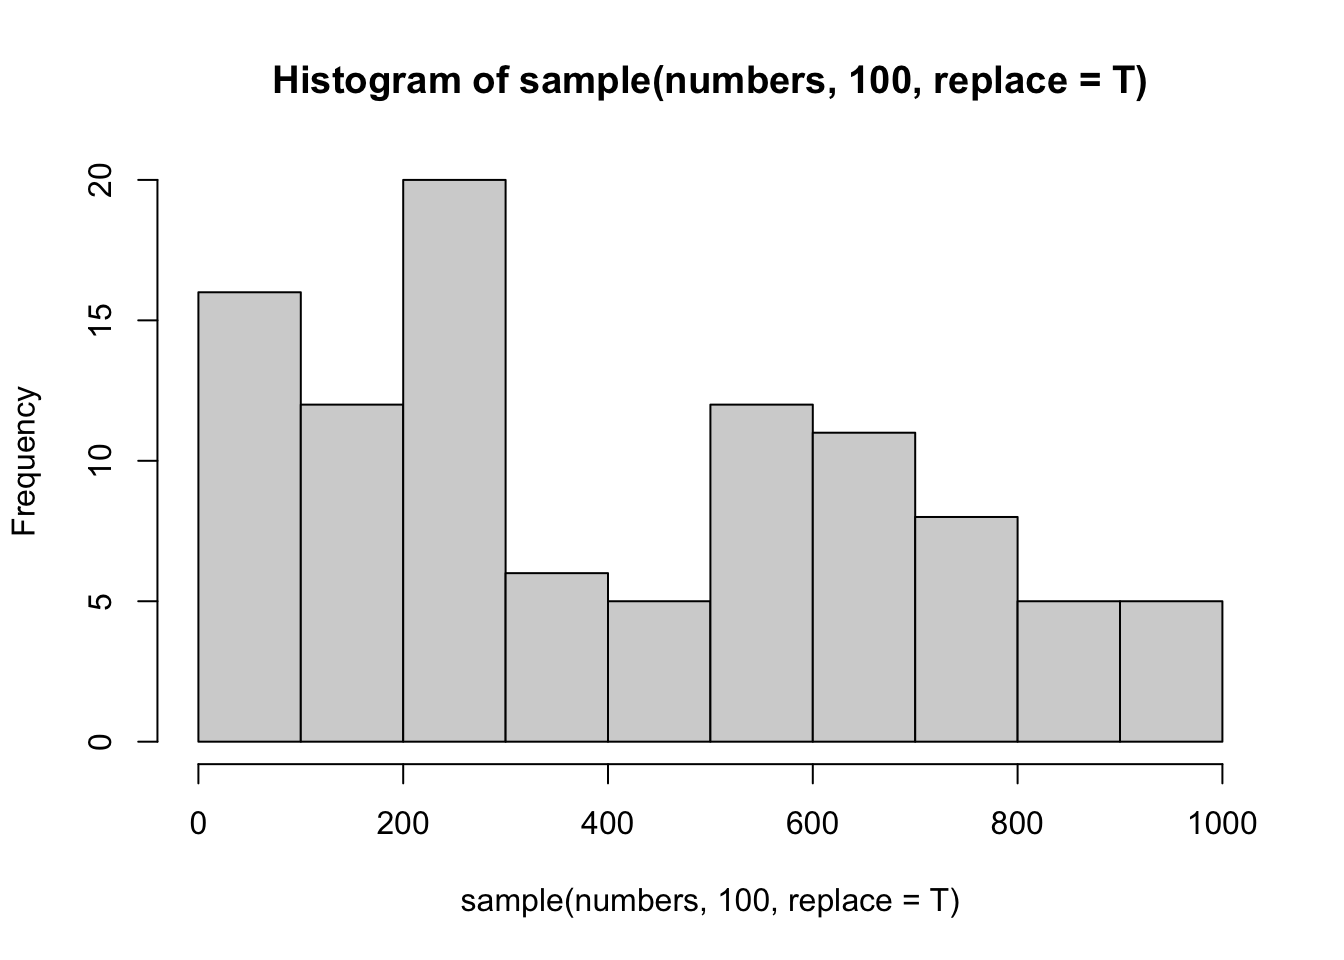 Histogram of sample(numbers, 100, replace = T)
20
15
10
5
0
Frequency
0 200 400 600 800 1000
sample(numbers, 100, replace = T)